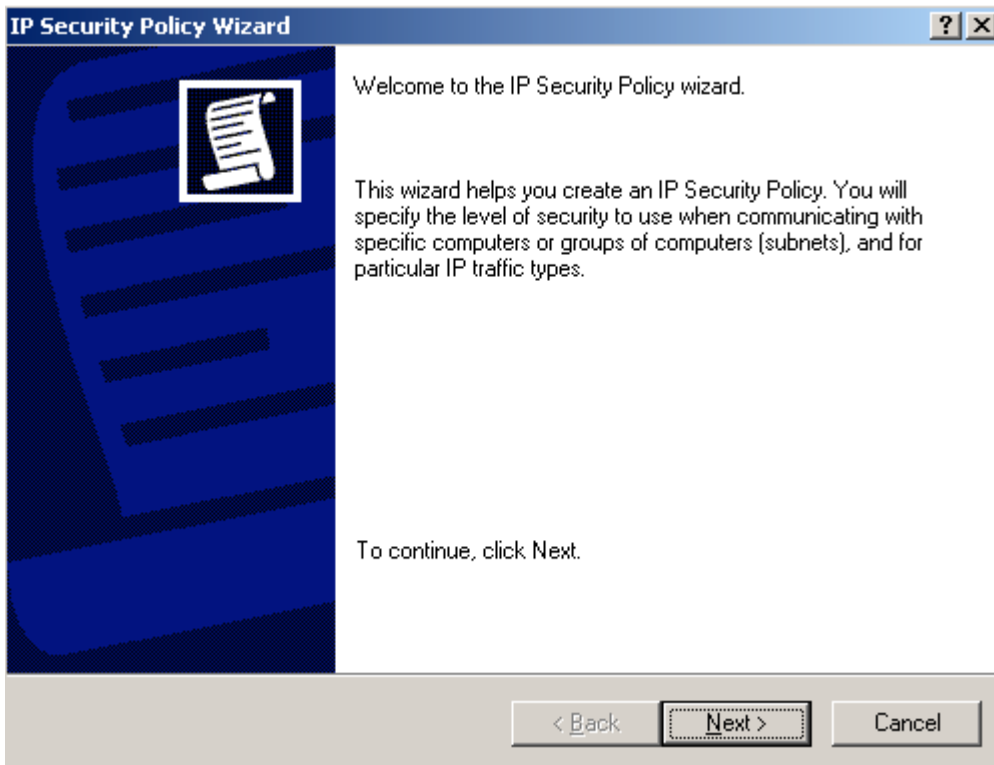 IP Security Policy Wizard
Welcome to the IP Security Policy wizard.
This wizard helps you create an IP Security Policy. You will
specify the level of security to use when communicating with
specific computers or groups of computers (subnets), and for
particular IP traffic types.
To continue, click Next.
< Back Next > Cancel